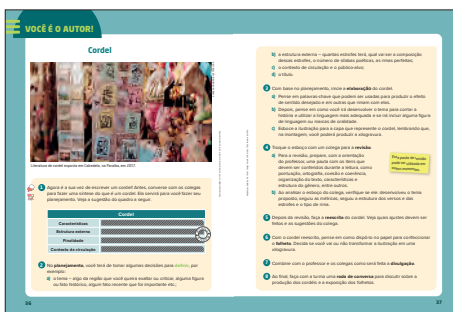 VOCÊ É O AUTOR!
Cordel
Literatura de cordel exposta em Cabaceiras, na Paraíba, em 2017.
1 Agora é a sua vez de escrever um cordel! Antes, converse com os colegas
para fazer uma síntese do que é um cordel. Ela servirá para você fazer seu
planejamento. Veja a sugestão do quadro a seguir.
Cordel
Características
Estrutura externa
Finalidade
Contexto de circulação
2 No planejamento, você terá de tomar algumas decisões para definir, por
exemplo:
a) o tema – algo da região que você queira exaltar ou criticar, alguma figura
ou fato histórico, algum fato recente que foi importante etc.;
36
b) a estrutura externa – quantas estrofes terá, qual vai ser a composição
dessas estrofes, o número de sílabas poéticas, as rimas perfeitas;
c) o contexto de circulação e o público-alvo;
d) o título.
3 Com base no planejamento, inicie a elaboração do cordel.
a) Pense em palavras-chave que podem ser usadas para produzir o efeito
de sentido desejado e em outras que rimem com elas.
b) Depois, pense em como você irá desenvolver o tema para contar a
história e utilizar a linguagem mais adequada e se vai incluir alguma figura
de linguagem ou marcas de oralidade.
c) Esboce a ilustração para a capa que represente o cordel, lembrando que,
na montagem, você poderá produzir a xilogravura.
4 Troque o esboço com um colega para a revisão.
a) Para a revisão, prepare, com a orientação
do professor, uma pauta com os itens que
devem ser conferidos durante a leitura, como
pontuação, ortografia, coesão e coerência,
organização do texto, características e
estrutura do gênero, entre outros.
b) Ao analisar o esboço do colega, verifique se ele desenvolveu o tema
proposto, seguiu as métricas, seguiu a estrutura dos versos e das
estrofes e o tipo de rima.
5 Depois da revisão, faça a reescrita do cordel. Veja quais ajustes devem ser
feitos e as sugestões do colega.
6 Com o cordel reescrito, pense em como dispô-lo no papel para confeccionar
o folheto. Decida se você vai ou não transformar a ilustração em uma
xilogravura.
7 Combine com o professor e os colegas como será feita a divulgação.
8 Ao final, faça com a turma uma roda de conversa para discutir sobre a
produção dos cordéis e a exposição dos folhetos.
37